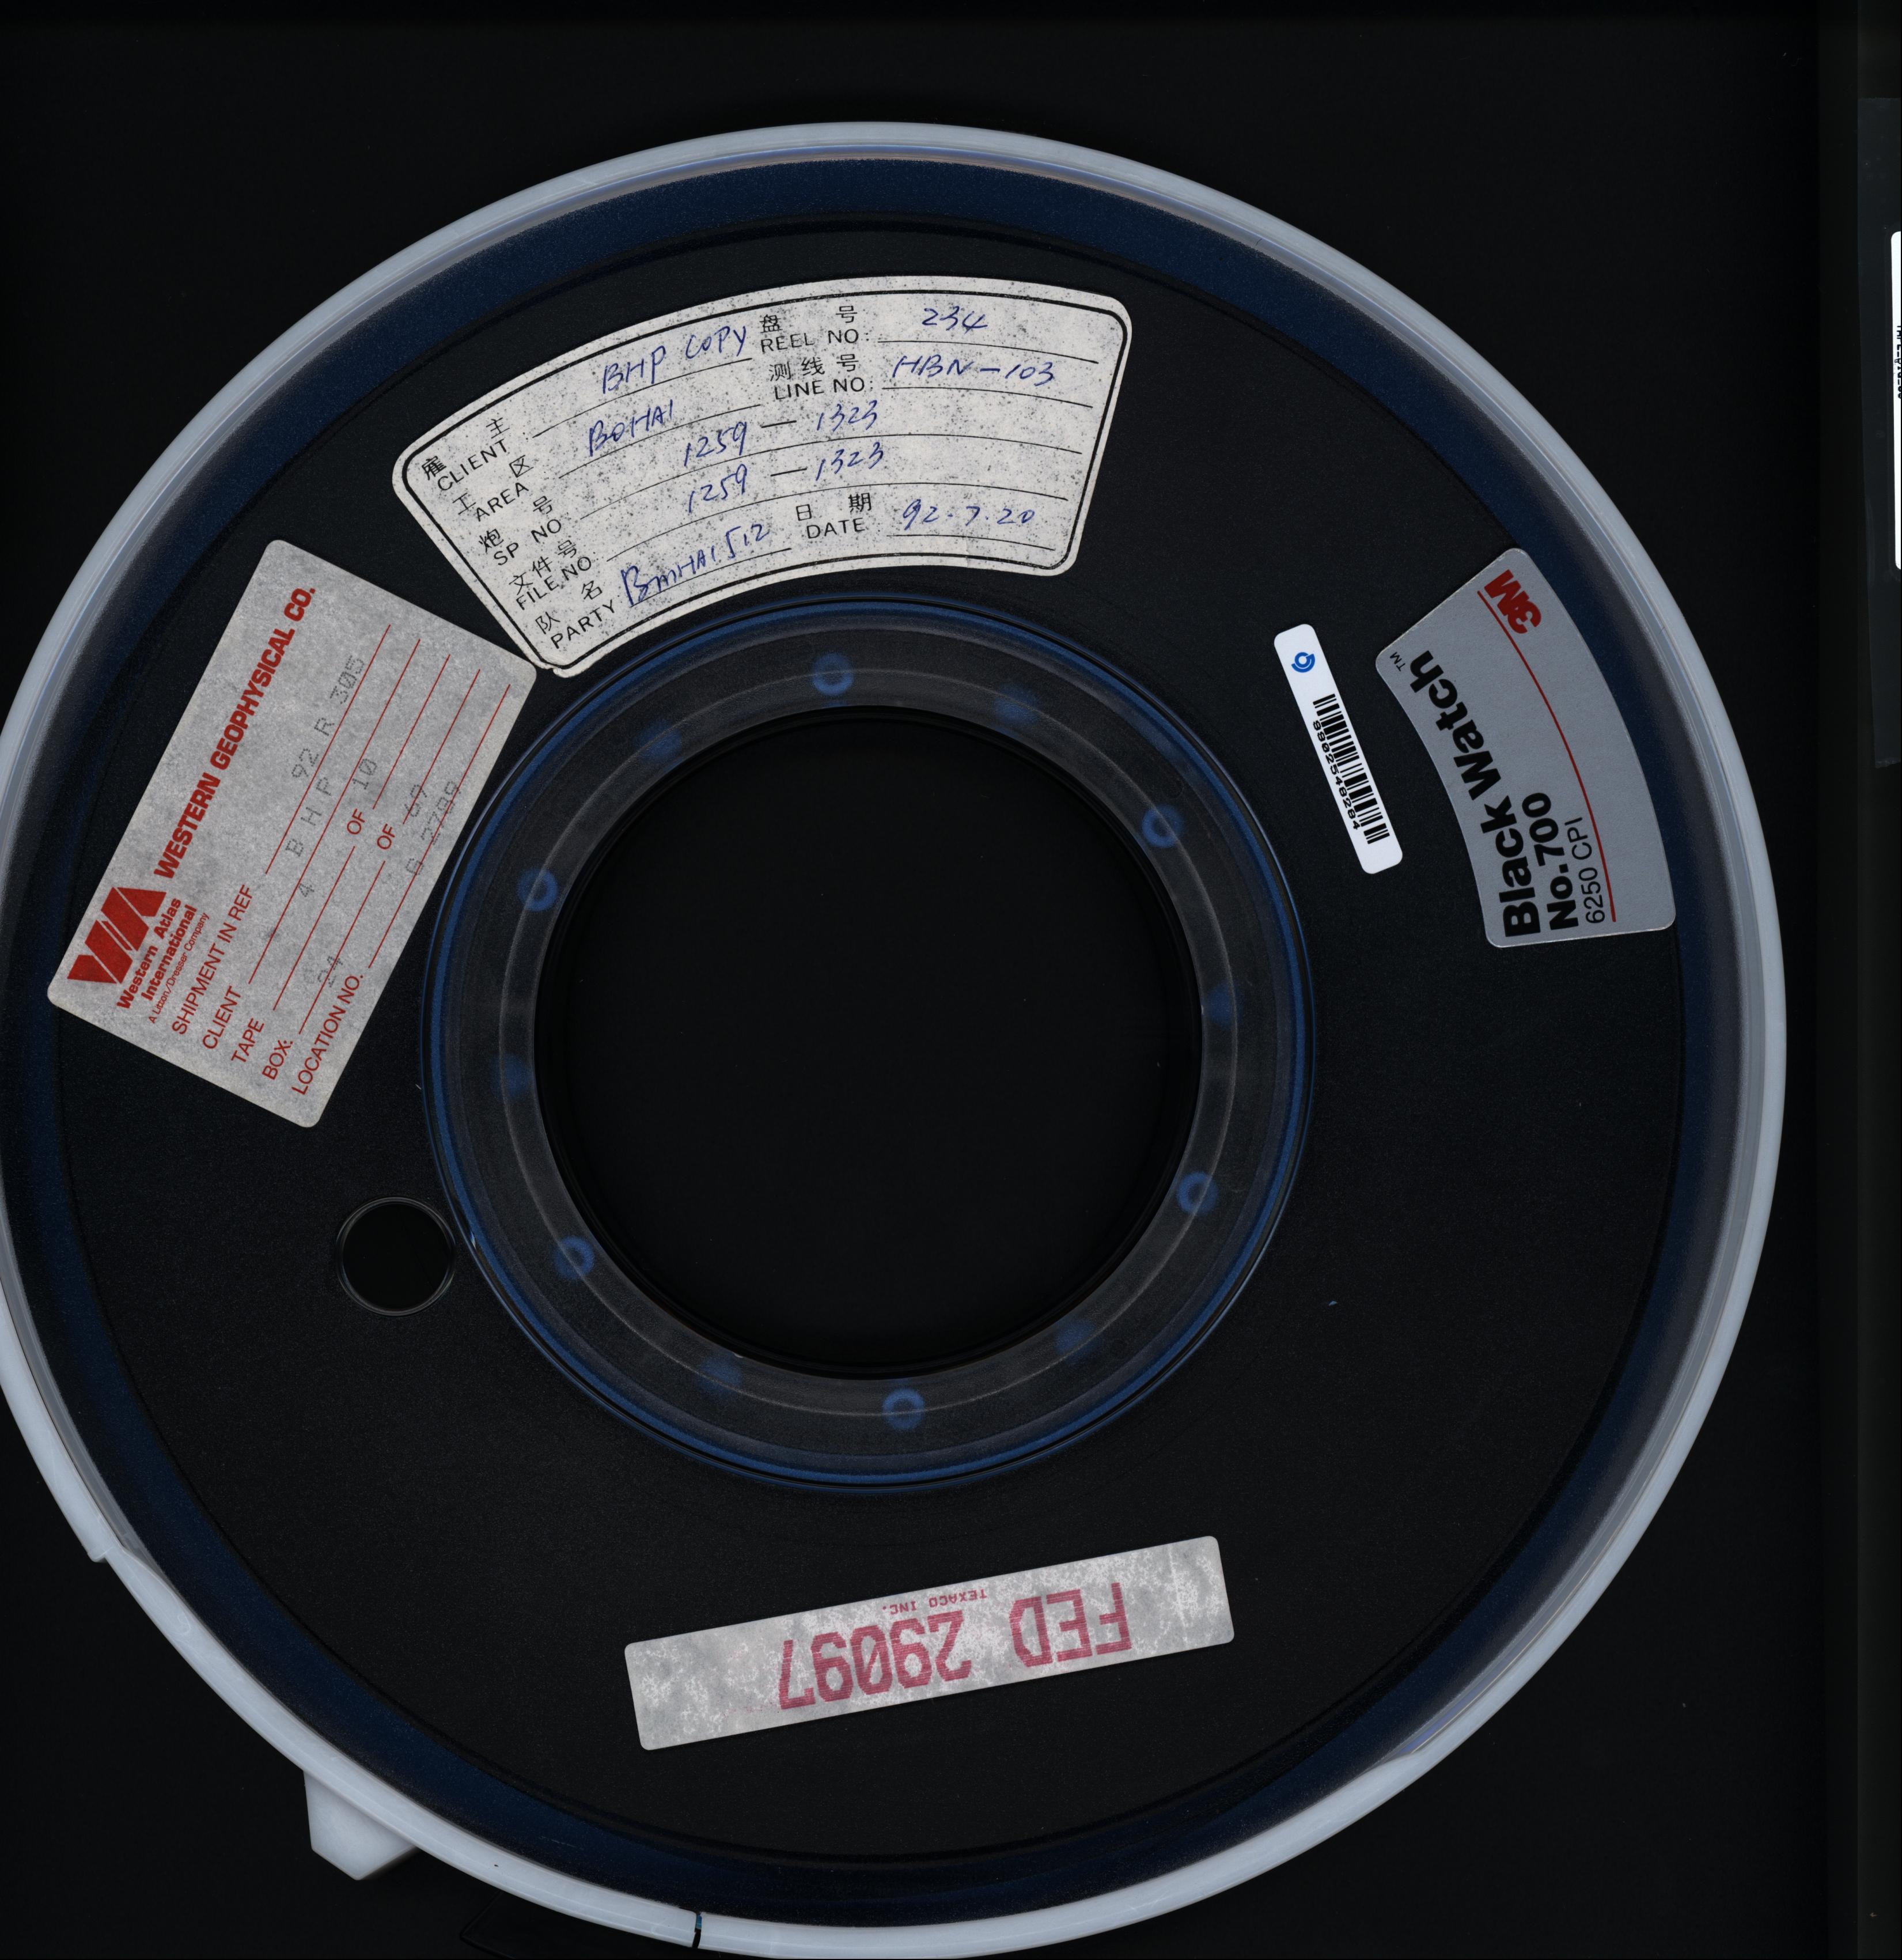 雇 主 CLIENT: BHP COPY
盘 号 REEL NO: 234
工 区 AREA BOHAI
测线号 LINE NO: HBN-103
炮 号 SP NO 1259 — 1323
文件号 FILE NO: 1259 — 1323
队 名 PARTY BmHAI 512
日 期 DATE 92.7.20
WESTERN GEOPHYSICAL CO.
Western Atlas
International
A Litton/Dresser Company
SHIPMENT IN REF 92 R 305
CLIENT B H P
TAPE 4 OF 10
BOX: 24 OF 69
LOCATION NO.
3M
Black Watch™
No.700
6250 CPI
TEXACO INC.
FED 29097